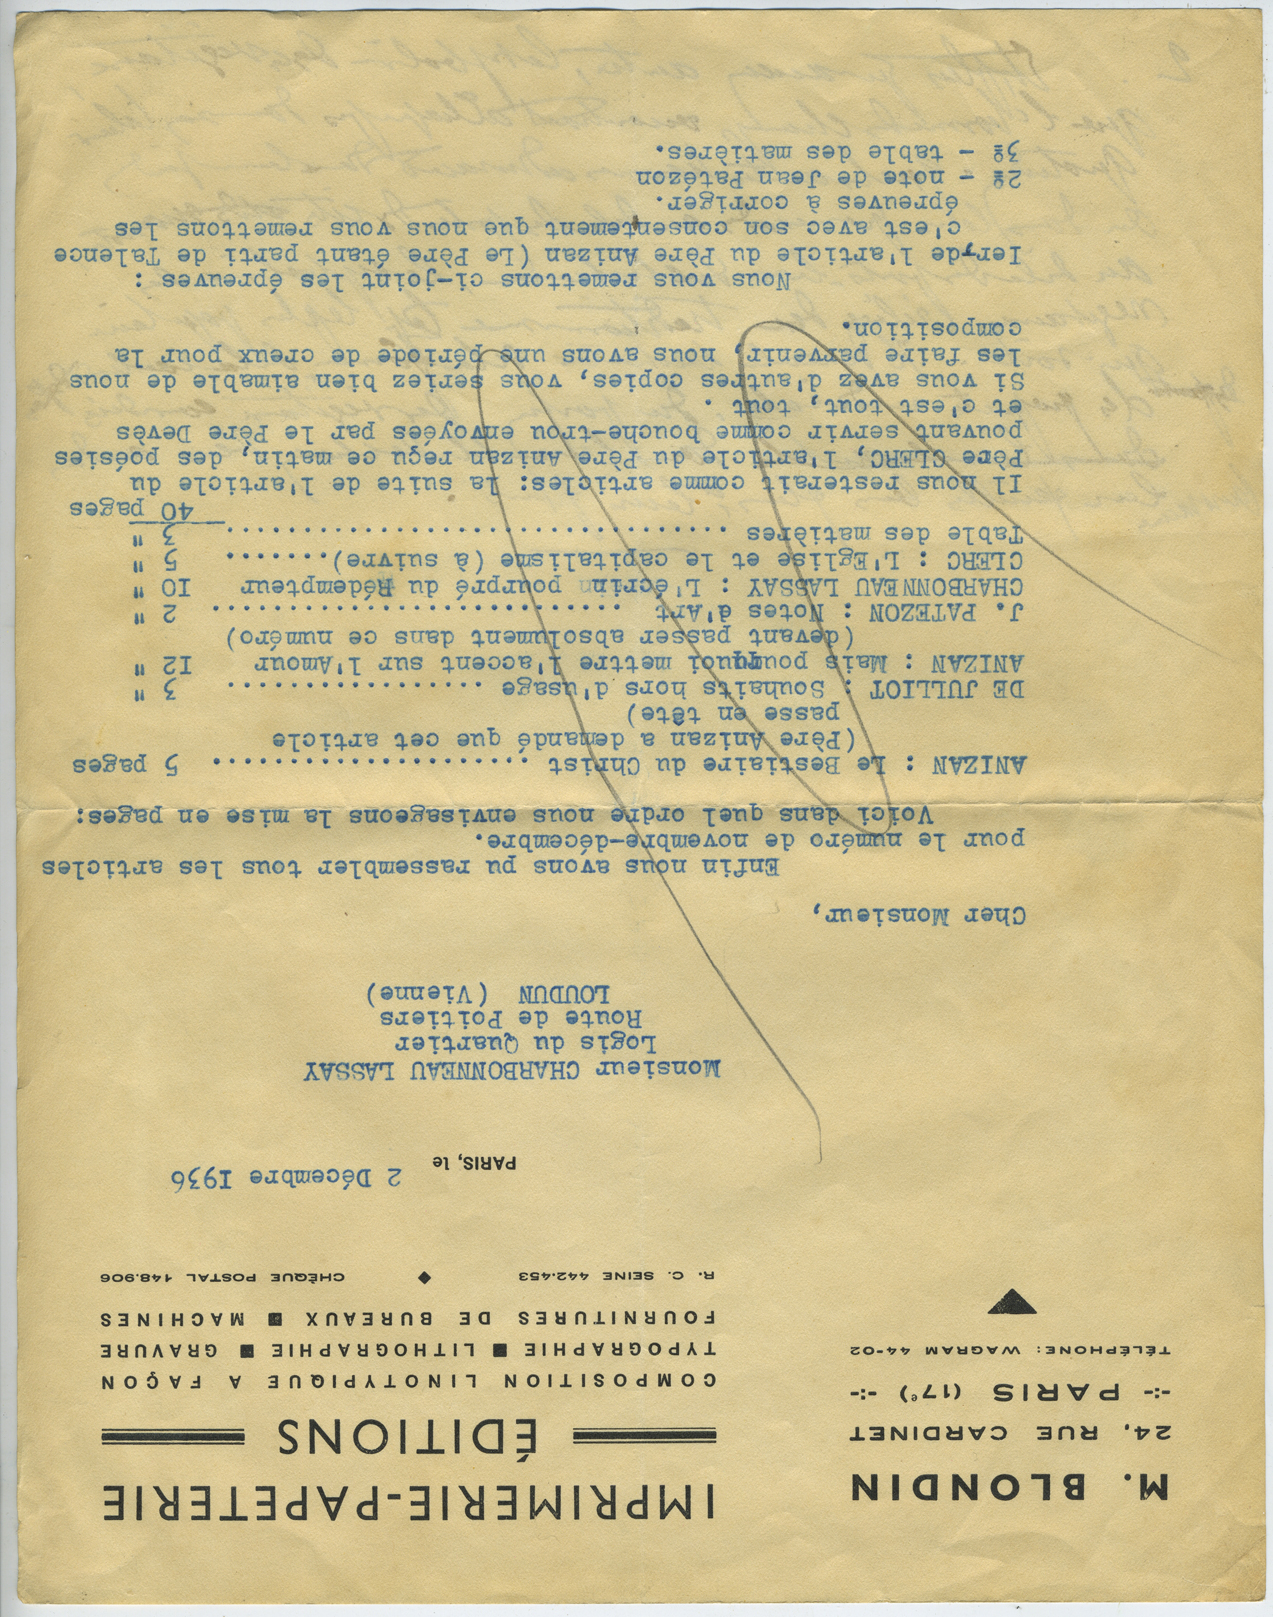 M. BLONDIN
24, RUE CARDINET
-:- PARIS (17e) -:-
TÉLÉPHONE: WAGRAM 44-02
IMPRIMERIE-PAPETERIE
ÉDITIONS
COMPOSITION LINOTYPIQUE A FAÇON
TYPOGRAPHIE ■ LITHOGRAPHIE ■ GRAVURE
FOURNITURES DE BUREAUX ■ MACHINES
R. C. SEINE 442.453 ◆ CHÈQUE POSTAL 148.906
PARIS, le 2 Décembre I936
Monsieur CHARBONNEAU LASSAY
Logis du Quartier
Route de Poitiers
LOUDUN (Vienne)
Cher Monsieur,
Enfin nous avons pu rassembler tous les articles
pour le numéro de novembre-décembre.
Voici dans quel ordre nous envisageons la mise en pages:
ANIZAN : Le Bestiaire du Christ ...................... 5 pages
(Père Anizan a demandé que cet article
passe en tête)
DE JULLIOT : Souhaits hors d'usage .................. 3 "
ANIZAN : Mais pourquoi mettre l'accent sur l'Amour I2 "
(devant passer absolument dans ce numéro)
J. PATEZON : Notes d'Art ............................ 2 "
CHARBONNEAU LASSAY : L'écrin pourpré du Rédempteur IO "
CLERC : L'Eglise et le capitalisme (à suivre)....... 5 "
Table des matières .................................. 3 "
40 pages
Il nous resterait comme articles: la suite de l'article du
Père CLERC, l'article du Père Anizan reçu ce matin, des poésies
pouvant servir comme bouche-trou envoyées par le Père Devès
et c'est tout, tout .
Si vous avez d'autres copies, vous seriez bien aimable de nous
les faire parvenir, nous avons une période de creux pour la
composition.
Nous vous remettons ci-joint les épreuves :
Ier-de l'article du Père Anizan (Le Père étant parti de Talence
c'est avec son consentement que nous vous remettons les
épreuves à corriger.
2º - note de Jean Patézon
3º - table des matières.